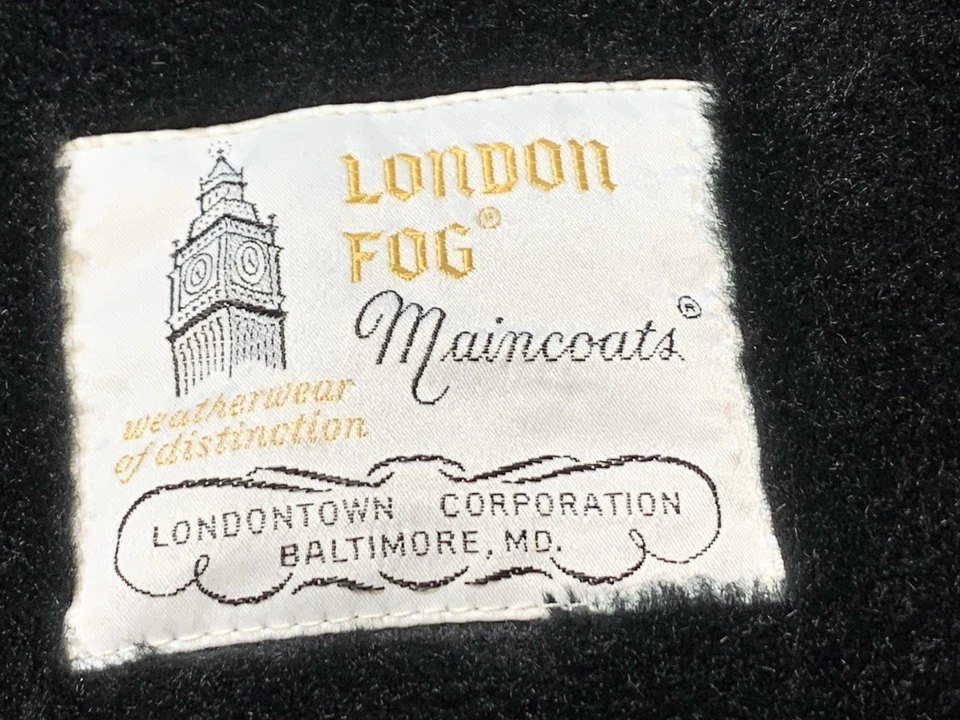 LONDON
FOG®
Maincoats®
weatherwear
of distinction
LONDONTOWN CORPORATION
BALTIMORE, MD.